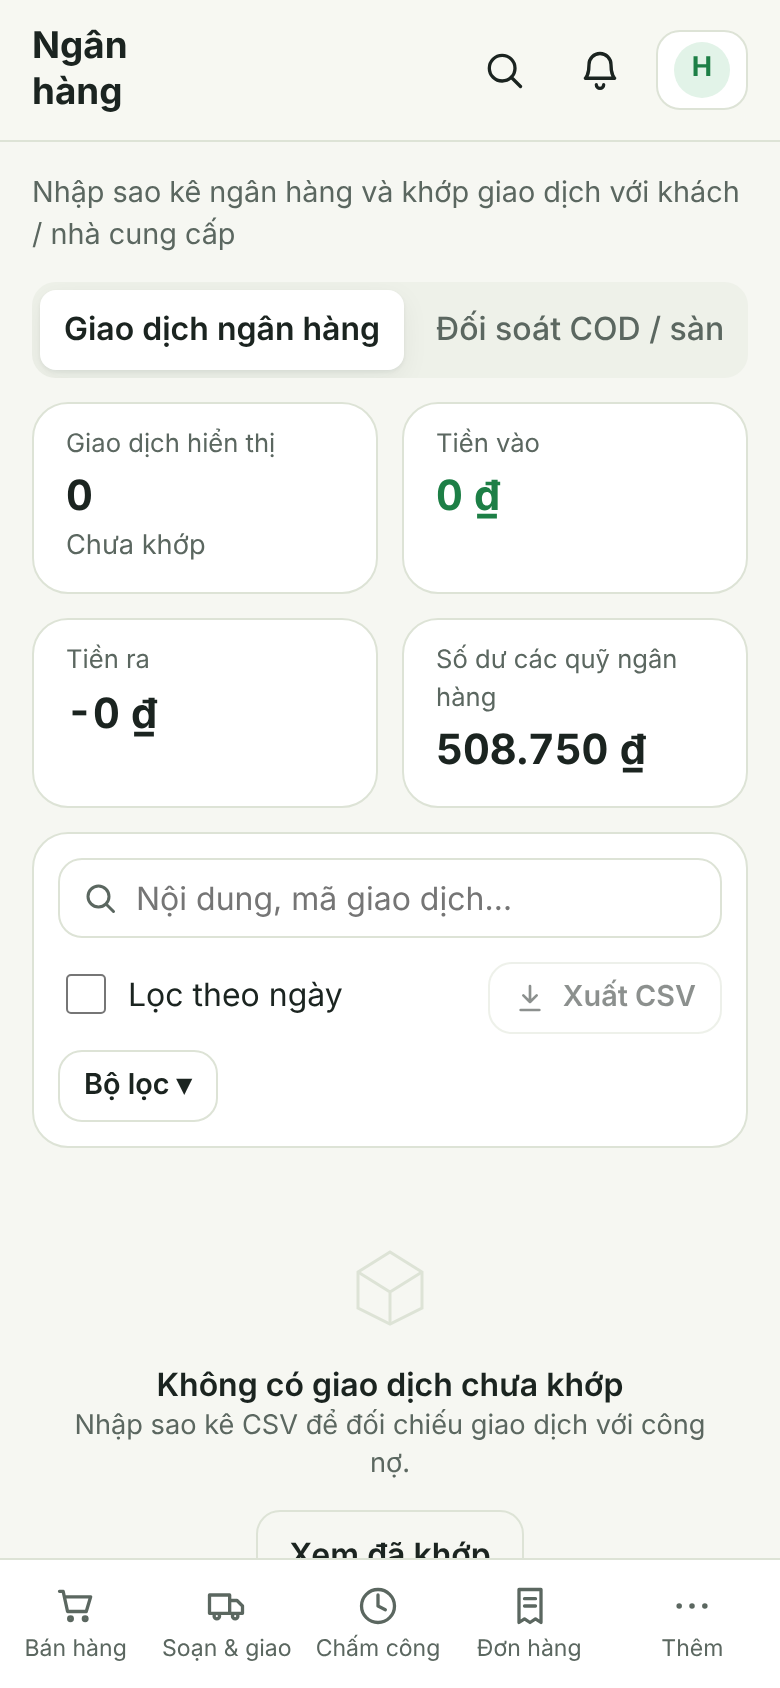 Ngân
hàng
H
Nhập sao kê ngân hàng và khớp giao dịch với khách
/ nhà cung cấp
Giao dịch ngân hàng
Đối soát COD / sàn
Giao dịch hiển thị
0
Chưa khớp
Tiền vào
0 ₫
Tiền ra
-0 ₫
Số dư các quỹ ngân
hàng
508.750 ₫
Nội dung, mã giao dịch...
Lọc theo ngày
Xuất CSV
Bộ lọc ▾
Không có giao dịch chưa khớp
Nhập sao kê CSV để đối chiếu giao dịch với công
nợ.
Xem đã khớp
Bán hàng
Soạn & giao
Chấm công
Đơn hàng
Thêm